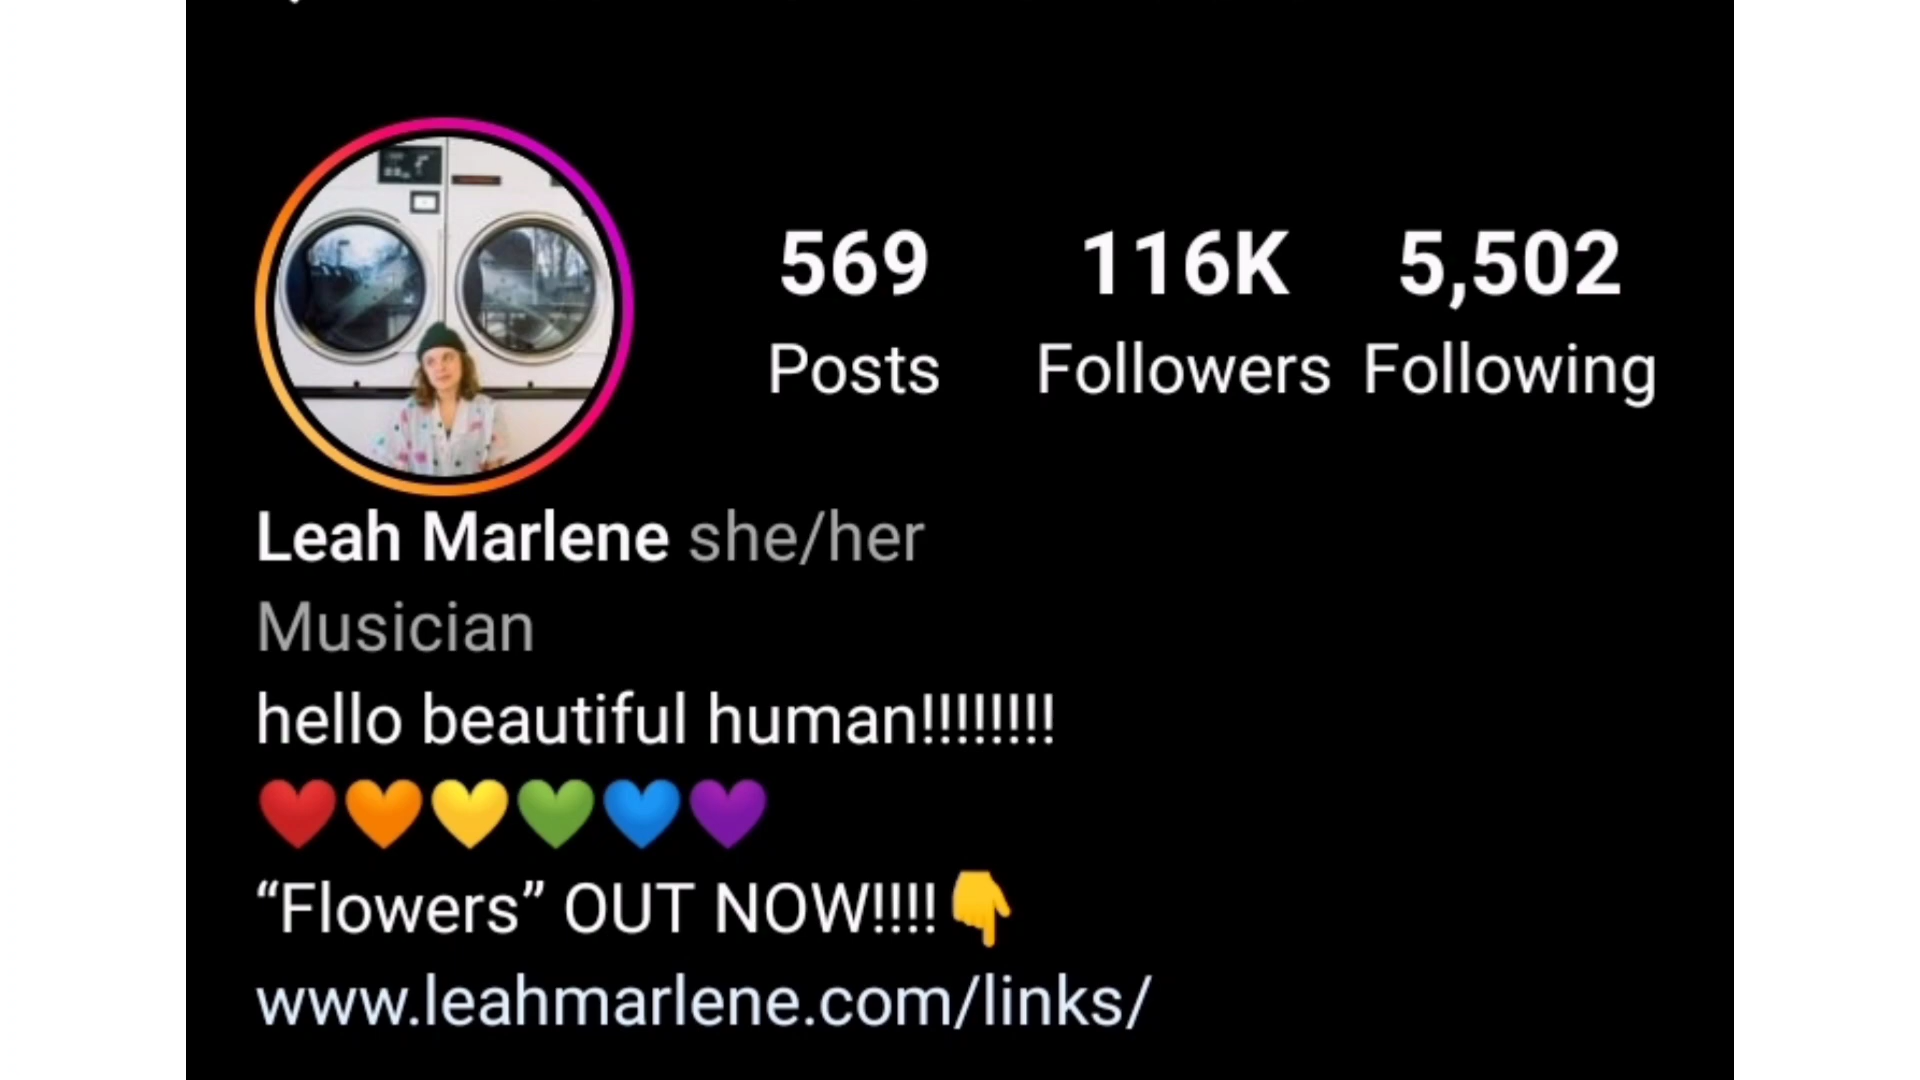 569 116K 5,502
Posts Followers Following
Leah Marlene she/her
Musician
hello beautiful human!!!!!!!!
❤️🧡💛💚💙💜
“Flowers” OUT NOW!!!!👇
www.leahmarlene.com/links/